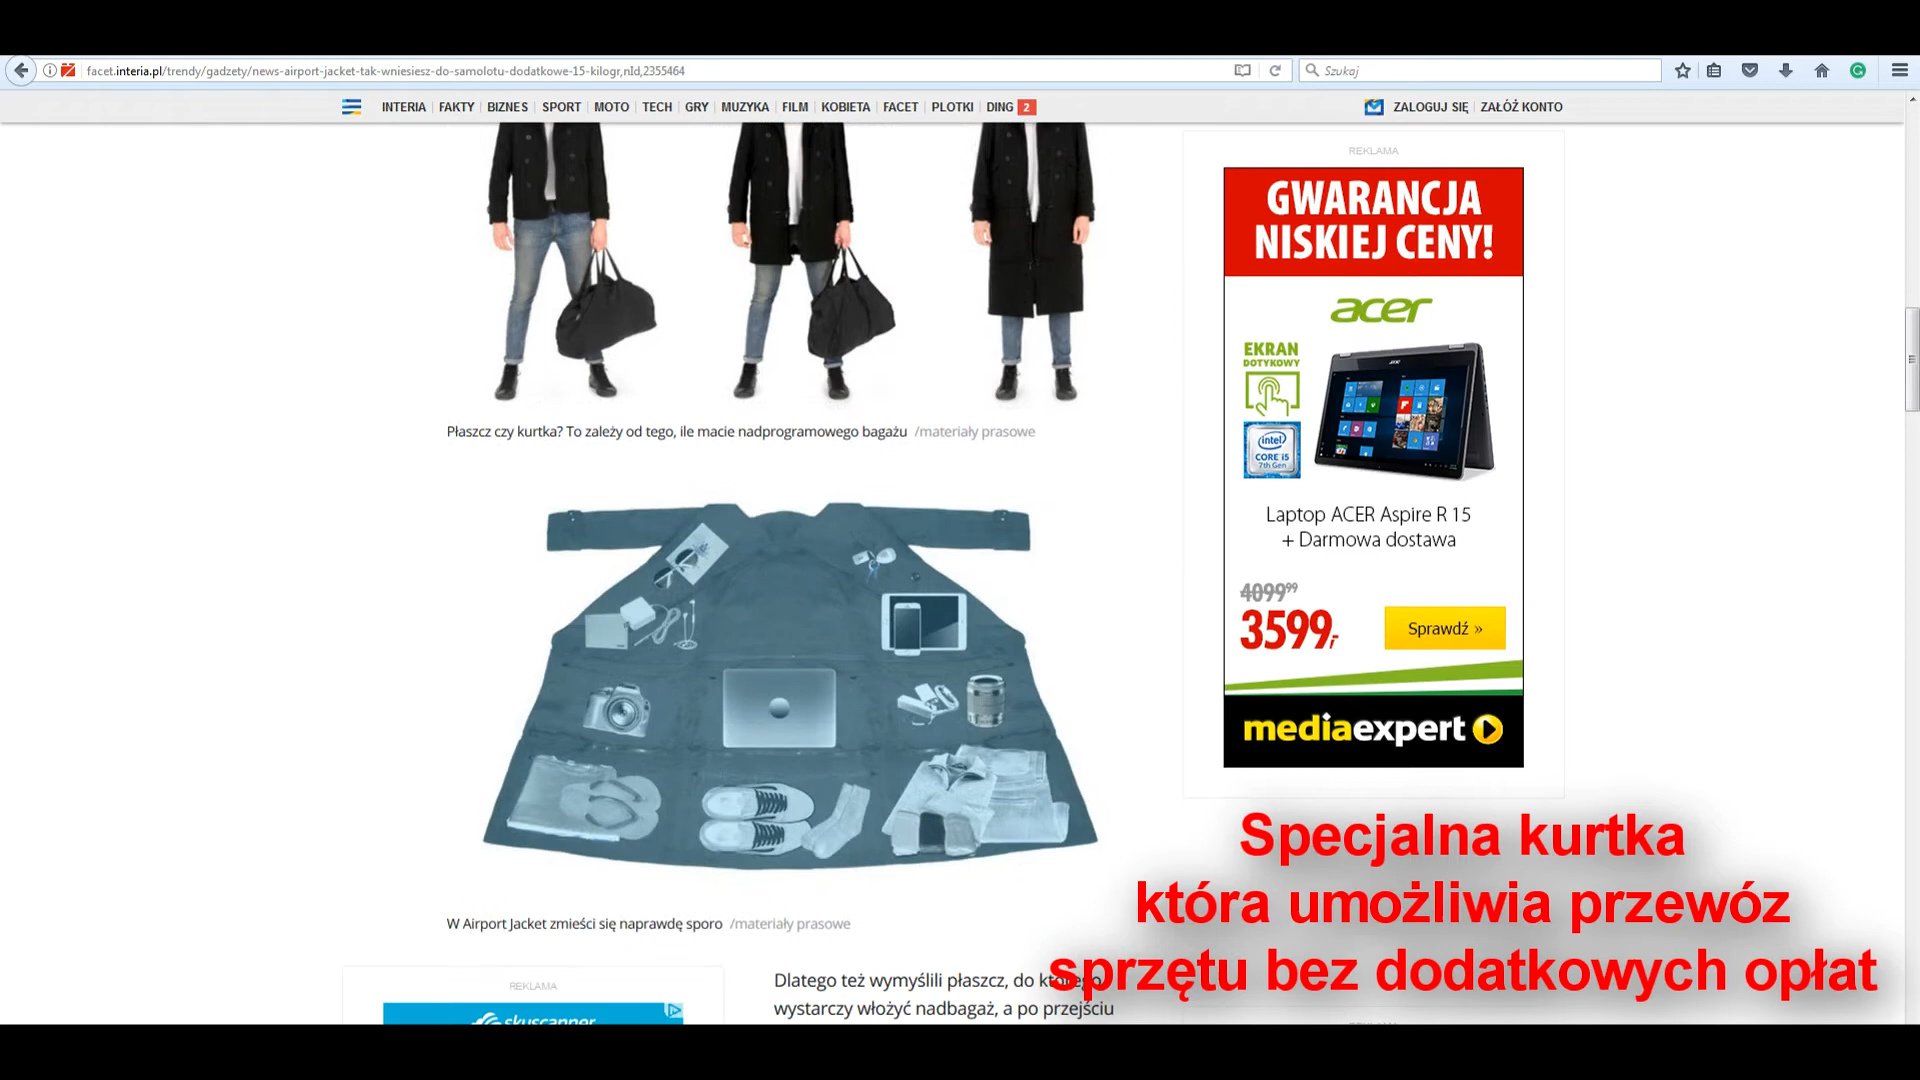 facet.interia.pl/trendy/gadzety/news-airport-jacket-tak-wniesiesz-do-samolotu-dodatkowe-15-kilogr,nId,2355464
Szukaj
INTERIA FAKTY BIZNES SPORT MOTO TECH GRY MUZYKA FILM KOBIETA FACET PLOTKI DING 2
ZALOGUJ SIĘ ZAŁÓŻ KONTO
REKLAMA
GWARANCJA
NISKIEJ CENY!
acer
EKRAN
DOTYKOWY
intel
CORE i5
7th Gen
Laptop ACER Aspire R 15
+ Darmowa dostawa
409999
3599,-
Sprawdź »
mediaexpert
Płaszcz czy kurtka? To zależy od tego, ile macie nadprogramowego bagażu /materiały prasowe
W Airport Jacket zmieści się naprawdę sporo /materiały prasowe
REKLAMA
skyscanner
Dlatego też wymyślili płaszcz, do którego
wystarczy włożyć nadbagaż, a po przejściu
Specjalna kurtka
która umożliwia przewóz
sprzętu bez dodatkowych opłat